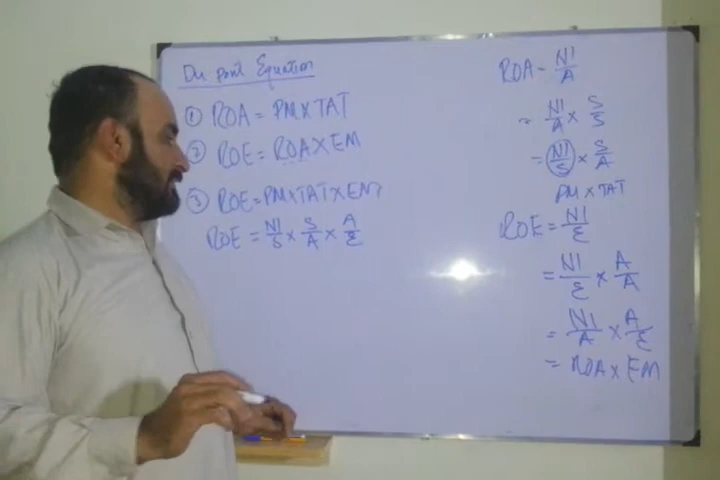 Du pont Equation
① ROA = PM X TAT
② ROE = ROA X EM
③ ROE = PM X TAT X EM
ROE = NI/S x S/A x A/E
ROA - NI/A
= NI/A x S/S
= NI/S x S/A
PM x TAT
ROE = NI/E
= NI/E x A/A
= NI/A x A/E
= ROA x EM